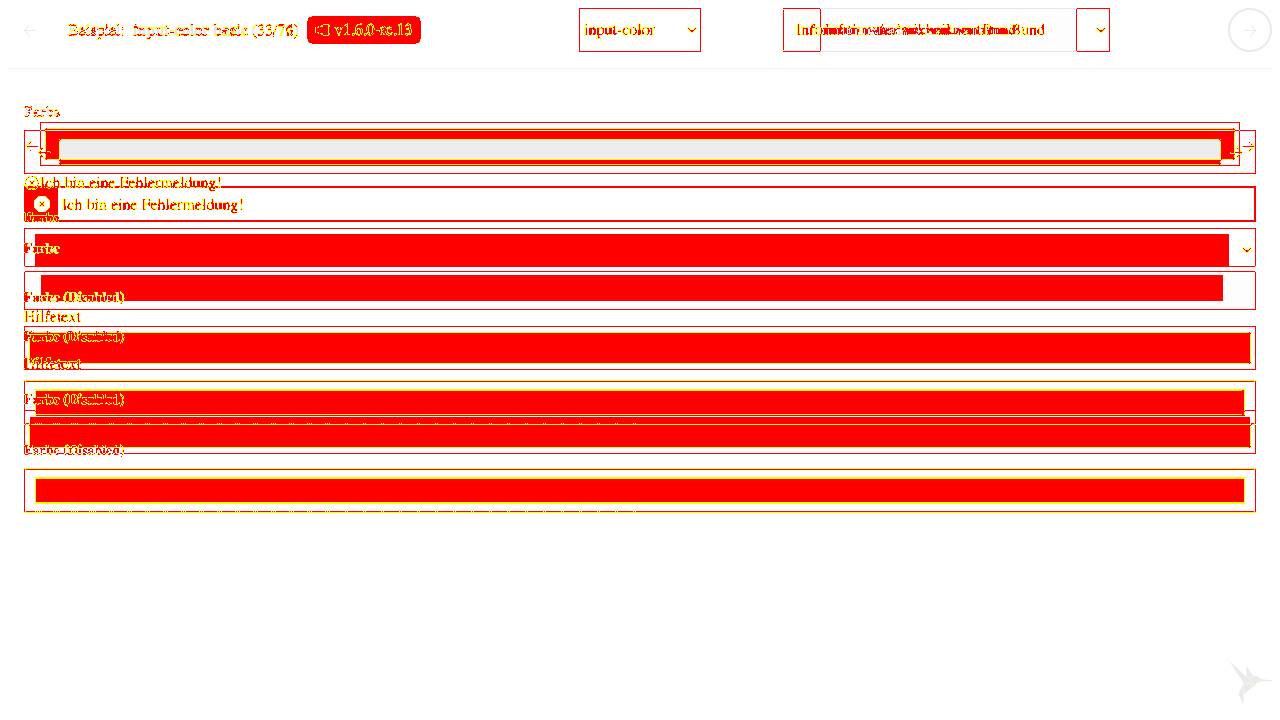 Beispiel: input-color basic (33/76) v1.6.0-rc.13 input-color
Farbe
Ich bin eine Fehlermeldung!
Ich bin eine Fehlermeldung!
Farbe
Farbe
Farbe (Disabled)
Hilfetext
Farbe (Disabled)
Hilfetext
Farbe (Disabled)
Farbe (Disabled)